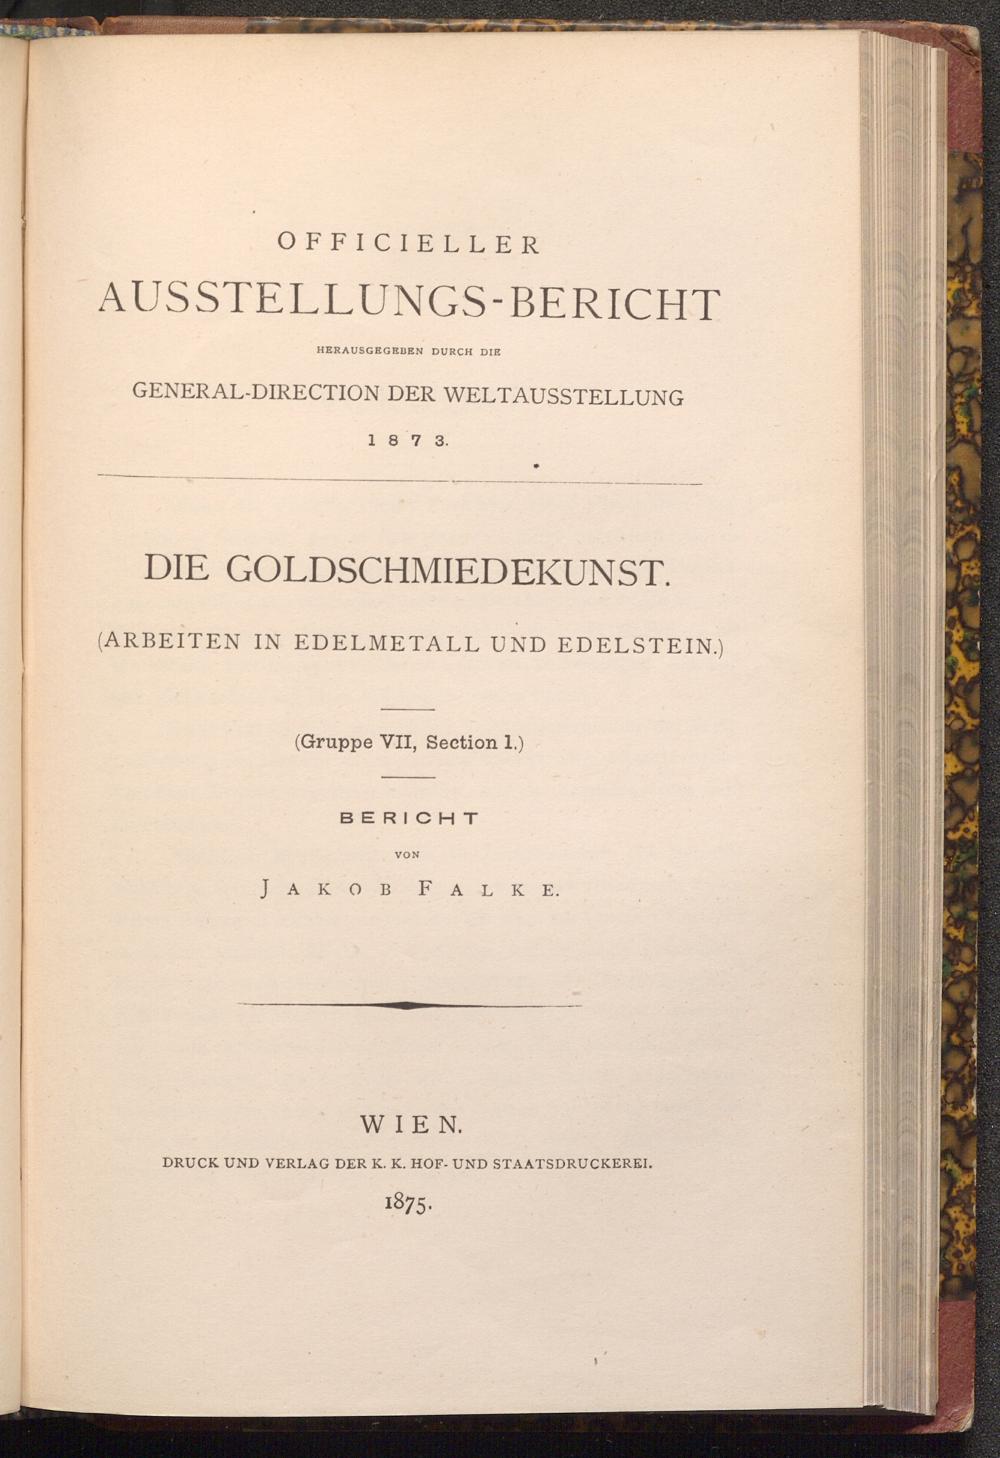 OFFICIELLER
AUSSTELLUNGS-BERICHT
HERAUSGEGEBEN DURCH DIE
GENERAL-DIRECTION DER WELTAUSSTELLUNG
1873.
DIE GOLDSCHMIEDEKUNST.
(ARBEITEN IN EDELMETALL UND EDELSTEIN.)
(Gruppe VII, Section 1.)
BERICHT
VON
JAKOB FALKE.
WIEN.
DRUCK UND VERLAG DER K. K. HOF- UND STAATSDRUCKEREI.
1875.